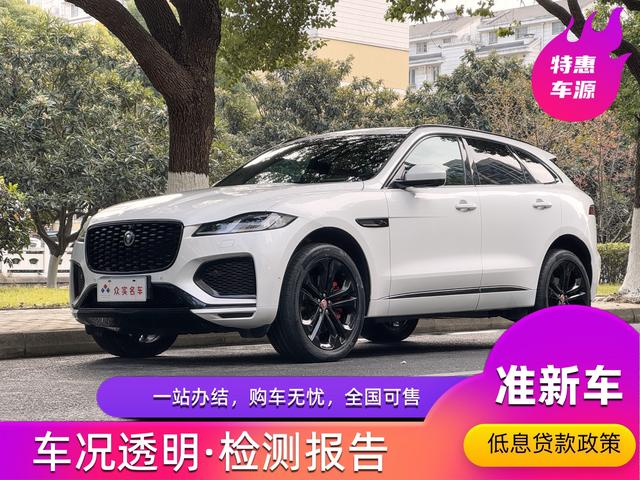 特惠
车源
众实名车
一站办结，购车无忧，全国可售
准新车
车况透明·检测报告
低息贷款政策